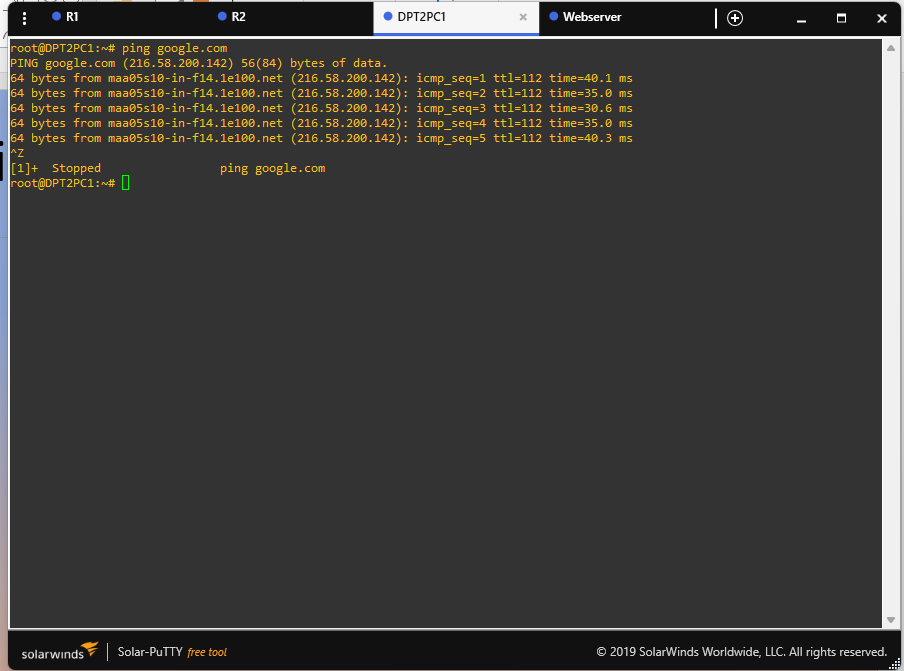 R1 R2 DPT2PC1 Webserver
root@DPT2PC1:~# ping google.com
PING google.com (216.58.200.142) 56(84) bytes of data.
64 bytes from maa05s10-in-f14.1e100.net (216.58.200.142): icmp_seq=1 ttl=112 time=40.1 ms
64 bytes from maa05s10-in-f14.1e100.net (216.58.200.142): icmp_seq=2 ttl=112 time=35.0 ms
64 bytes from maa05s10-in-f14.1e100.net (216.58.200.142): icmp_seq=3 ttl=112 time=30.6 ms
64 bytes from maa05s10-in-f14.1e100.net (216.58.200.142): icmp_seq=4 ttl=112 time=35.0 ms
64 bytes from maa05s10-in-f14.1e100.net (216.58.200.142): icmp_seq=5 ttl=112 time=40.3 ms
^Z
[1]+  Stopped                 ping google.com
root@DPT2PC1:~#
solarwinds Solar-PuTTY free tool © 2019 SolarWinds Worldwide, LLC. All rights reserved.